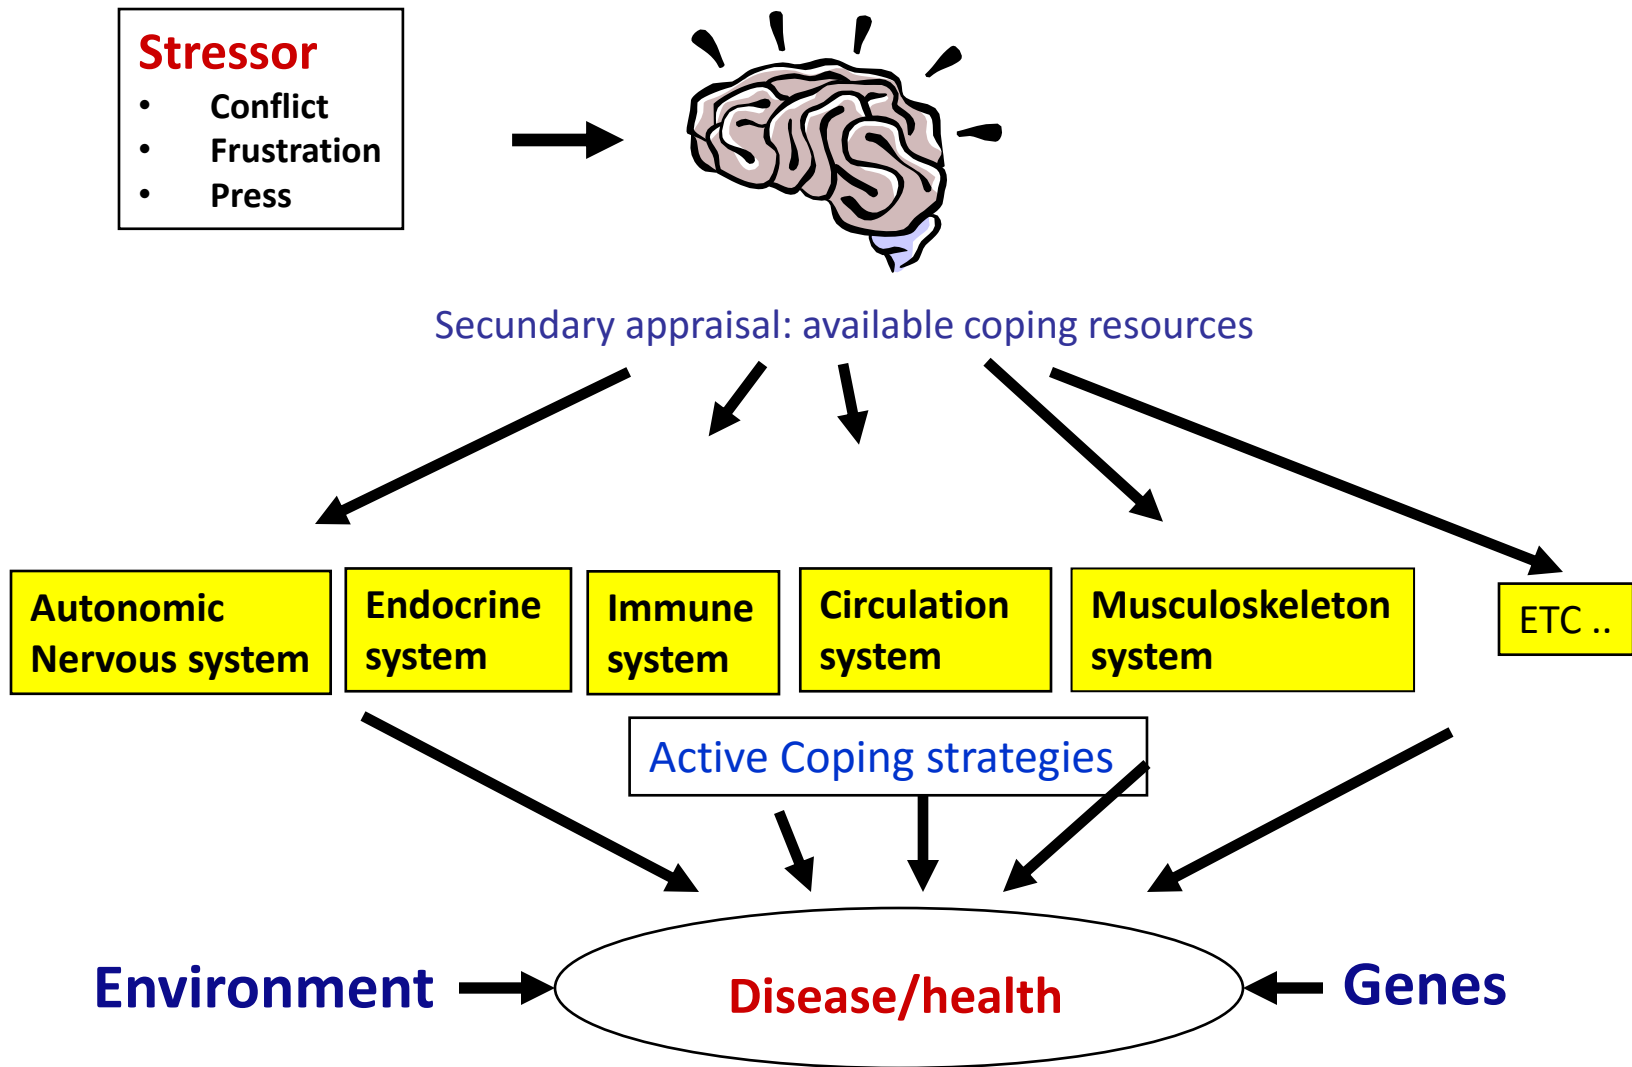 Stressor
• Conflict
• Frustration
• Press
Secundary appraisal: available coping resources
Autonomic
Nervous system
Endocrine
system
Immune
system
Circulation
system
Musculoskeleton
system
ETC ..
Active Coping strategies
Environment
Disease/health
Genes